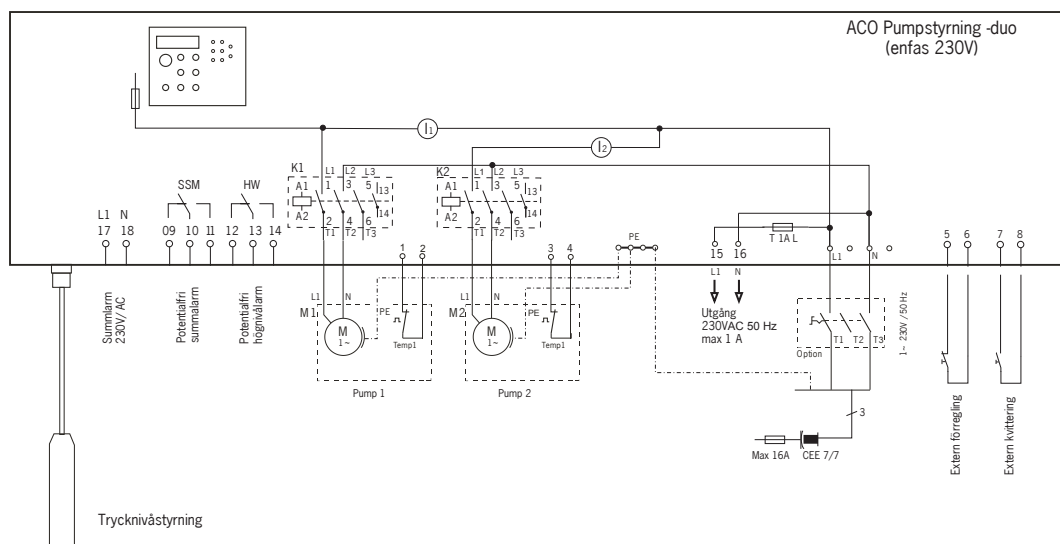 ACO Pumpstyrning -duo
(enfas 230V)
I1
I2
K1
L1 L2 L3
A1 1 3 5 13
A2 2 4 6 14
T1 T2 T3
K2
L1 L2 L3
A1 1 3 5 13
A2 2 4 6 14
T1 T2 T3
SSM
HW
L1 N
17 18 09 10 11 12 13 14
1 2
3 4
PE
15 16
L1 N
T 1A L
L1
N
5 6 7 8
Summlarm
230V/ AC
Potentialfri
summalarm
Potentialfri
högnivålarm
L1 N
M1
M
1~
PE
Temp1
Pump 1
L1 N
M2
M
1~
PE
Temp1
Pump 2
Utgång
230VAC 50 Hz
max 1 A
Option
T1 T2 T3
1~ 230V / 50 Hz
3
Max 16A CEE 7/7
Extern förregling
Extern kvittering
Trycknivåstyrning